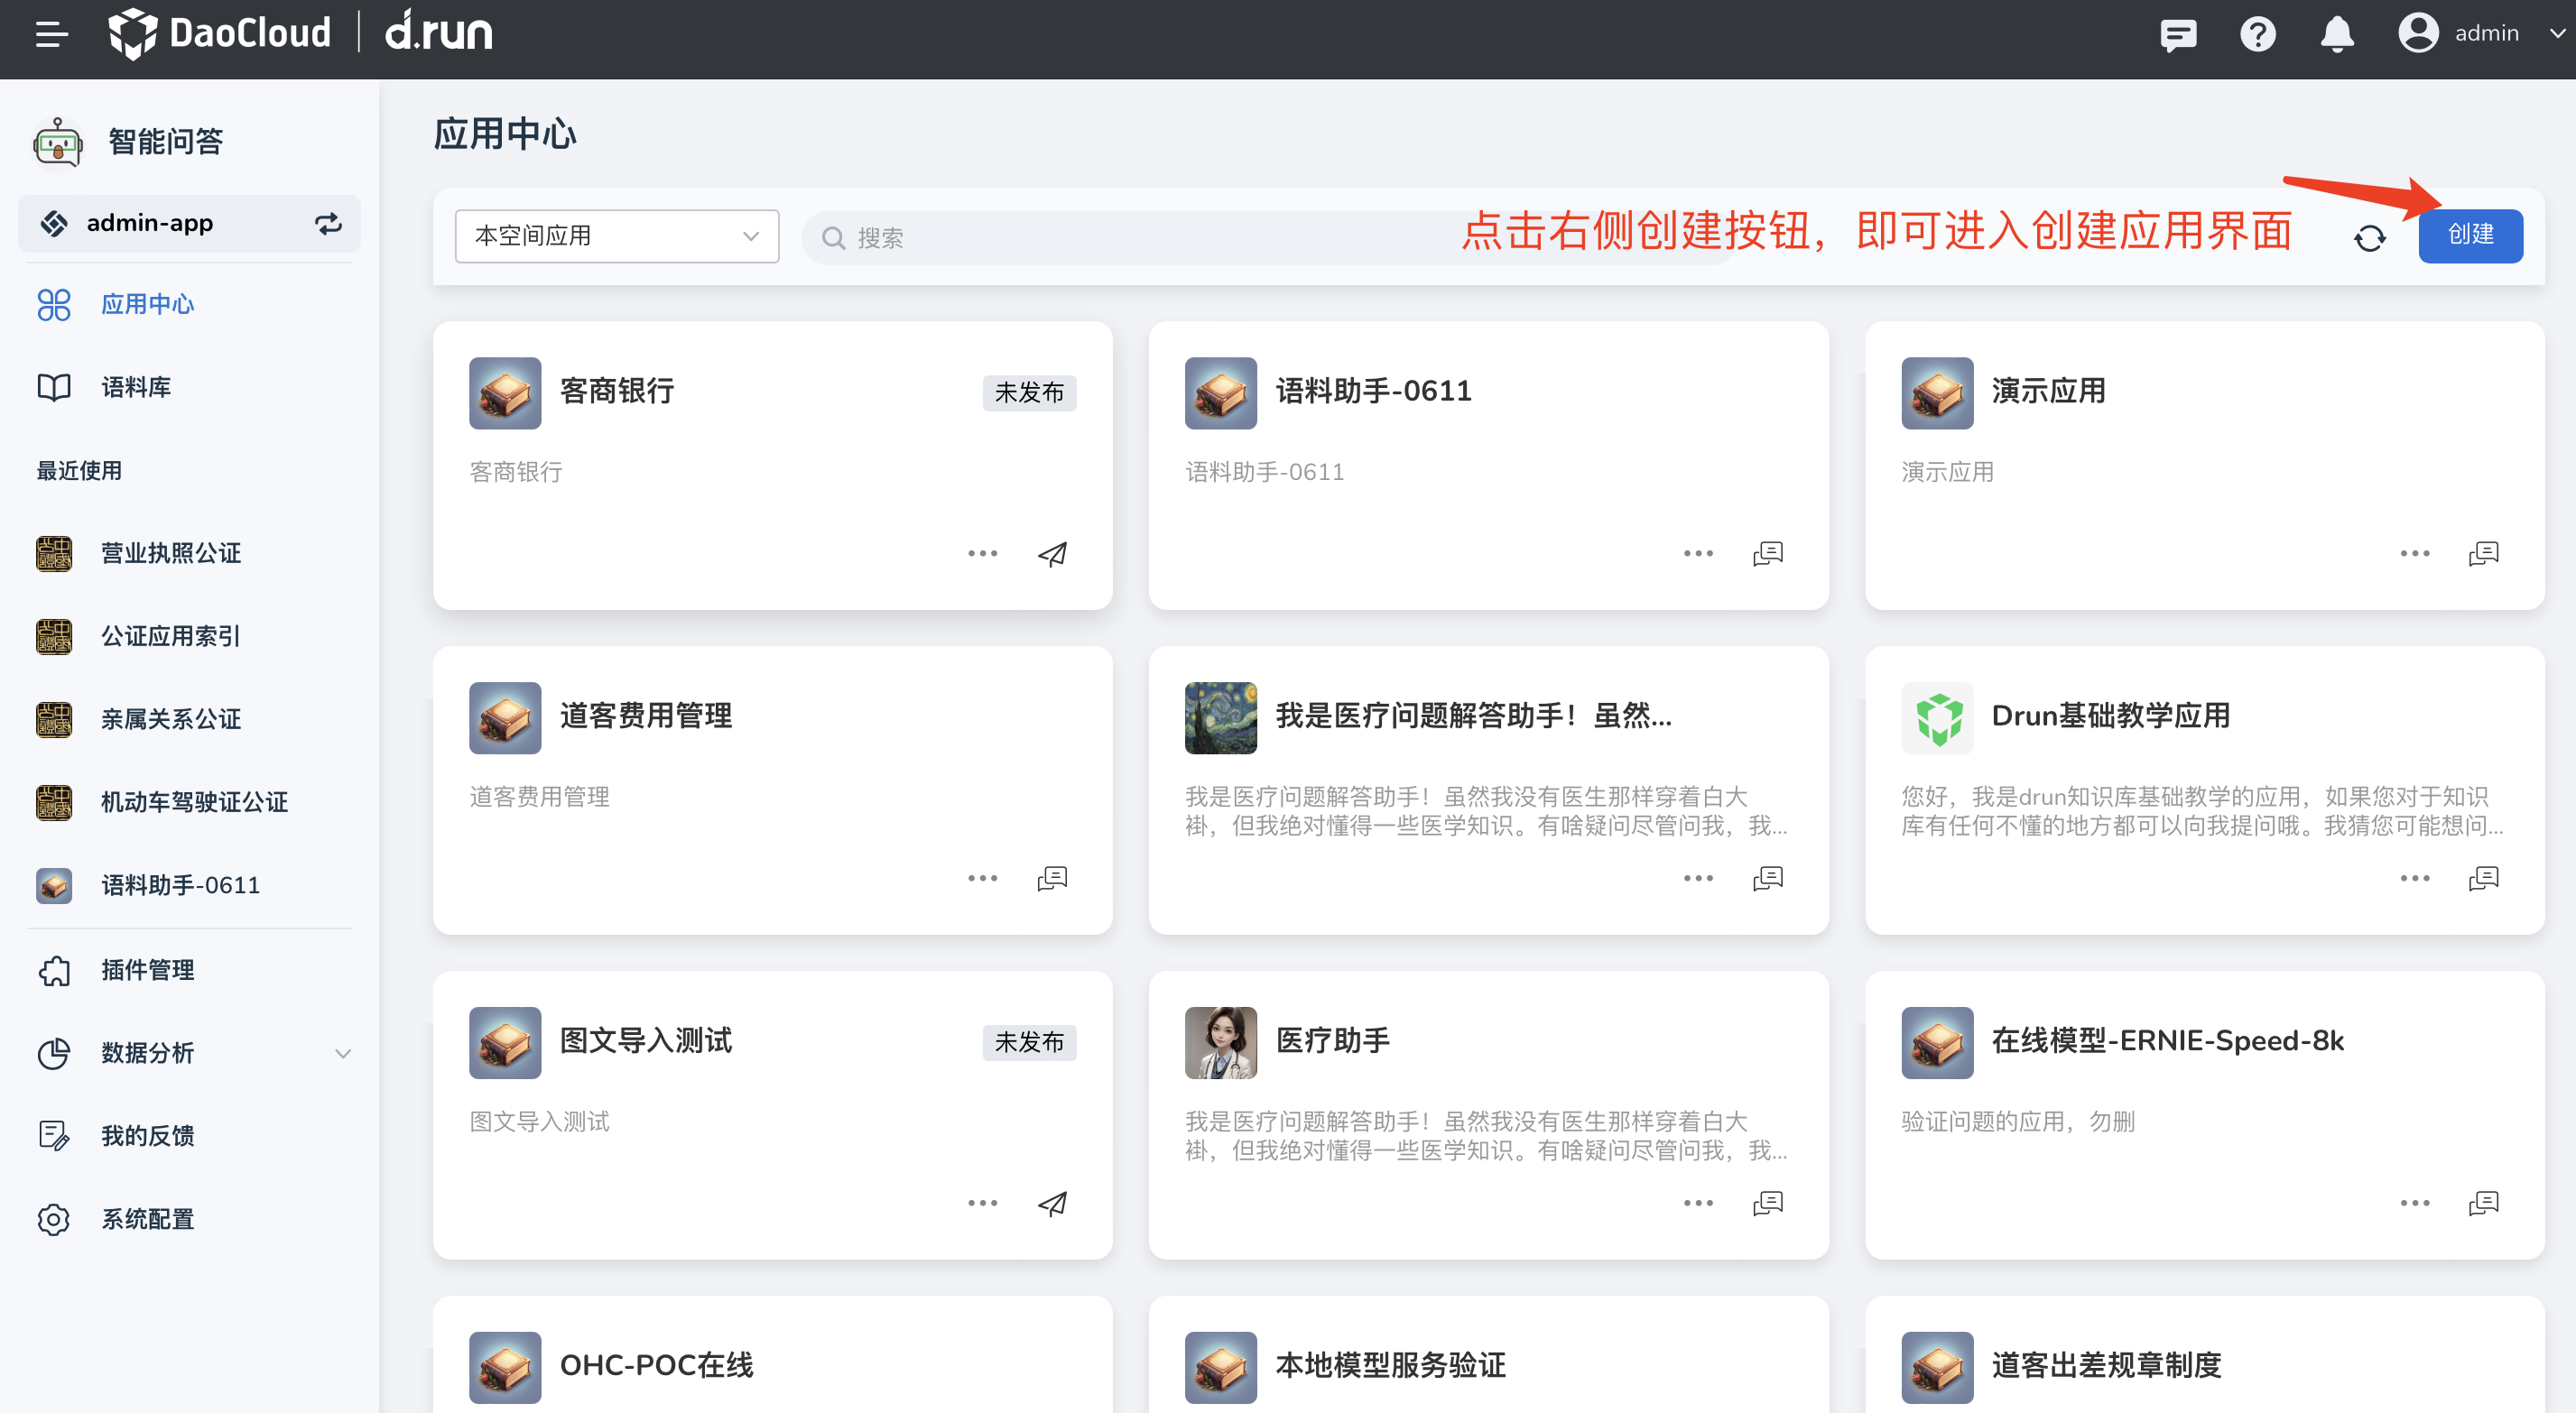 DaoCloud | d.run
admin
智能问答
admin-app
应用中心
语料库
最近使用
营业执照公证
公证应用索引
亲属关系公证
机动车驾驶证公证
语料助手-0611
插件管理
数据分析
我的反馈
系统配置
应用中心
本空间应用
搜索
点击右侧创建按钮，即可进入创建应用界面
创建
客商银行
未发布
客商银行
语料助手-0611
语料助手-0611
演示应用
演示应用
道客费用管理
道客费用管理
我是医疗问题解答助手！虽然...
我是医疗问题解答助手！虽然我没有医生那样穿着白大
褂，但我绝对懂得一些医学知识。有啥疑问尽管问我，我...
Drun基础教学应用
您好，我是drun知识库基础教学的应用，如果您对于知识
库有任何不懂的地方都可以向我提问哦。我猜您可能想问...
图文导入测试
未发布
图文导入测试
医疗助手
我是医疗问题解答助手！虽然我没有医生那样穿着白大
褂，但我绝对懂得一些医学知识。有啥疑问尽管问我，我...
在线模型-ERNIE-Speed-8k
验证问题的应用，勿删
OHC-POC在线
本地模型服务验证
道客出差规章制度